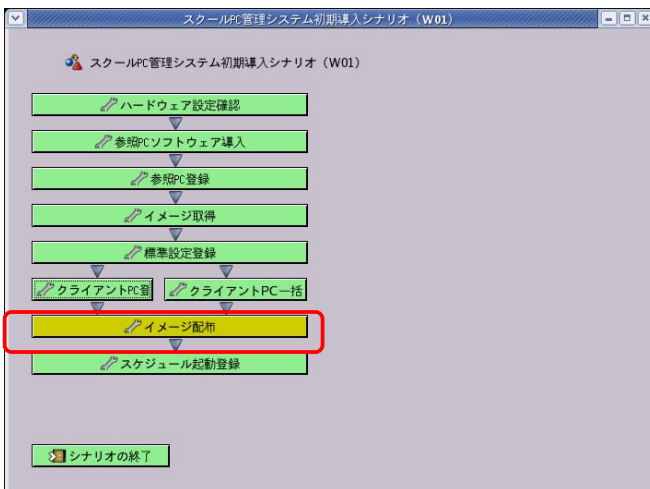 スクールPC管理システム初期導入シナリオ（W01）
スクールPC管理システム初期導入シナリオ（W01）
ハードウェア設定確認
参照PCソフトウェア導入
参照PC登録
イメージ取得
標準設定登録
クライアントPC登 クライアントPC一括
イメージ配布
スケジュール起動登録
シナリオの終了